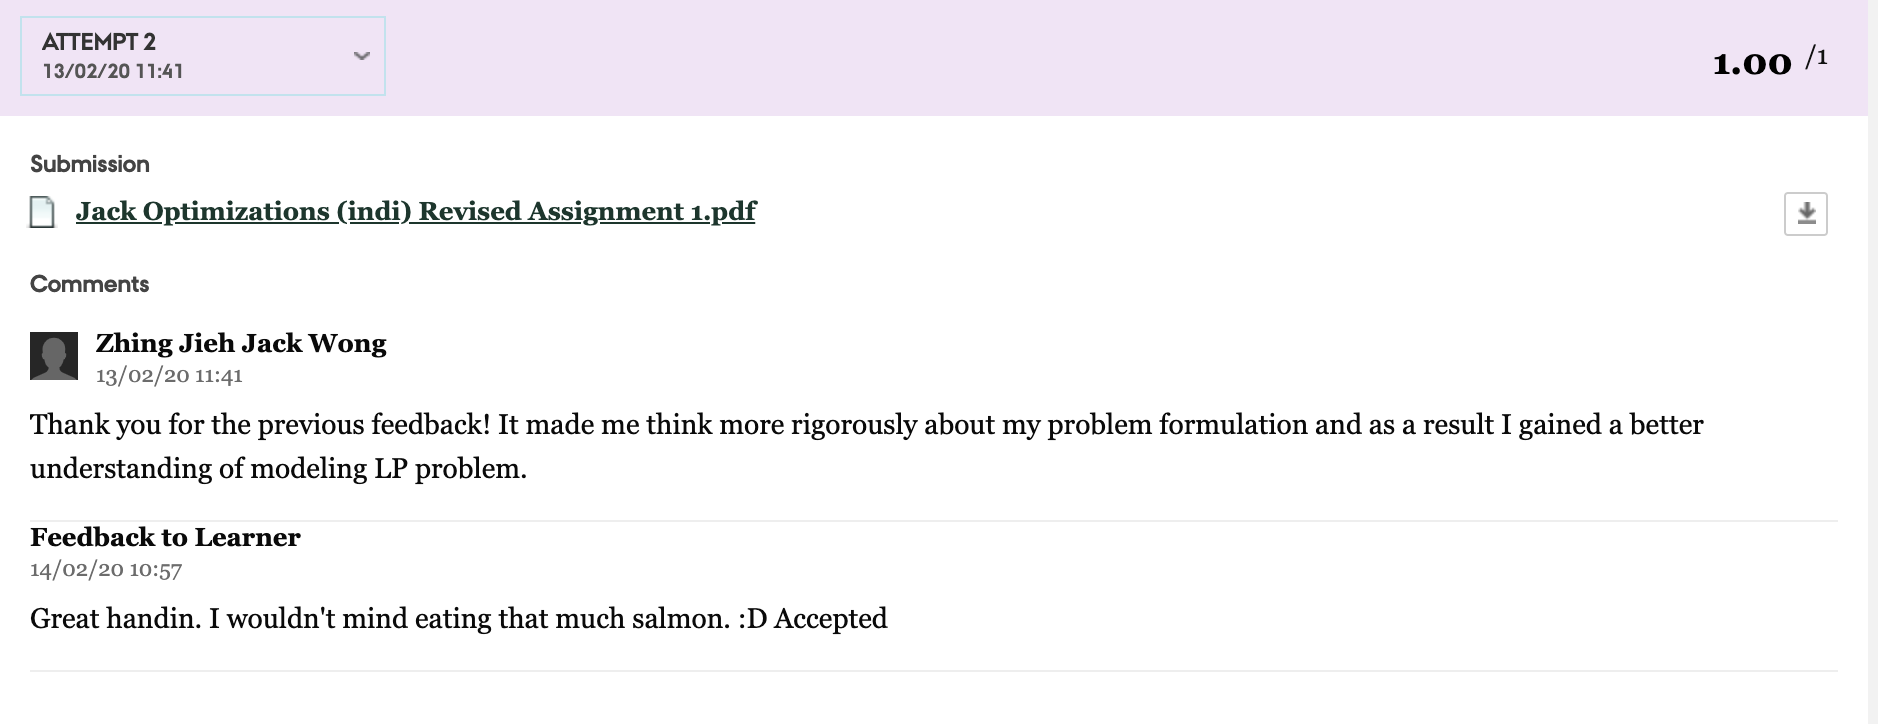 ATTEMPT 2
13/02/20 11:41
1.00 /1
Submission
Jack Optimizations (indi) Revised Assignment 1.pdf
Comments
Zhing Jieh Jack Wong
13/02/20 11:41
Thank you for the previous feedback! It made me think more rigorously about my problem formulation and as a result I gained a better
understanding of modeling LP problem.
Feedback to Learner
14/02/20 10:57
Great handin. I wouldn't mind eating that much salmon. :D Accepted